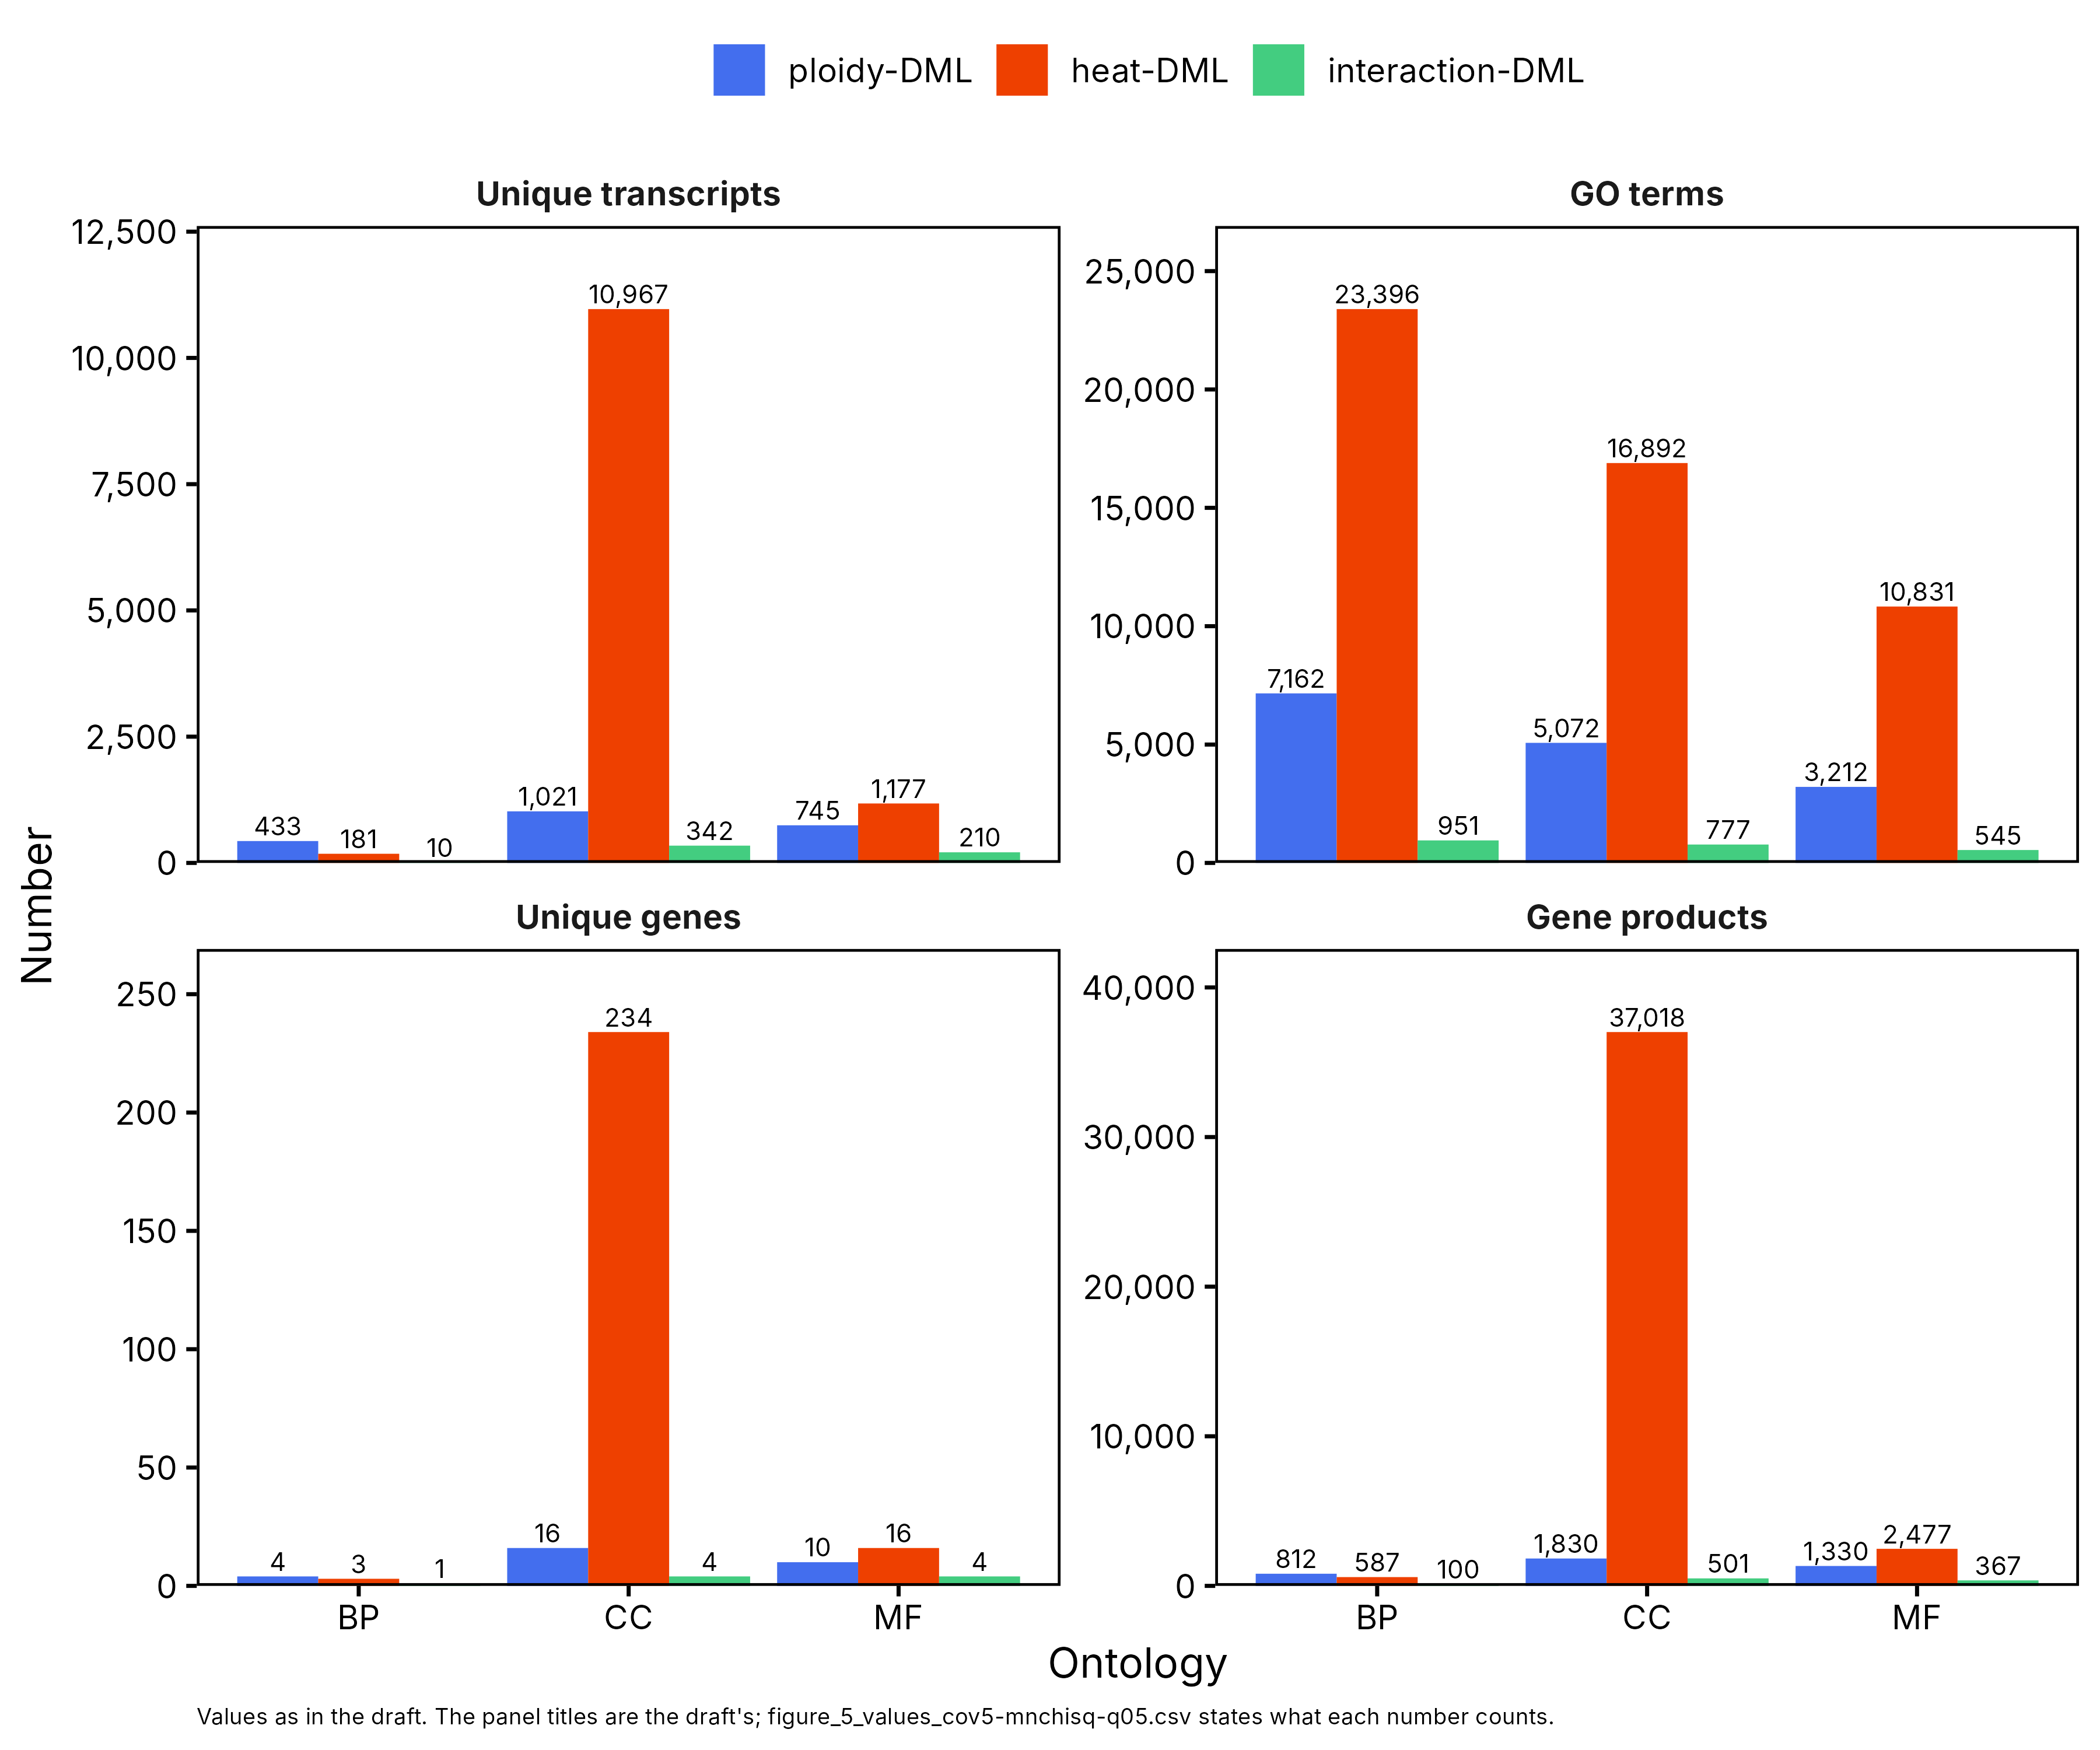 ploidy-DML heat-DML interaction-DML
Unique transcripts
12,500
10,000
7,500
5,000
2,500
0
433 181 10 1,021 10,967 342 745 1,177 210
GO terms
25,000
20,000
15,000
10,000
5,000
0
7,162 23,396 951 5,072 16,892 777 3,212 10,831 545
Number
Unique genes
250
200
150
100
50
0
4 3 1 16 234 4 10 16 4
BP CC MF
Gene products
40,000
30,000
20,000
10,000
0
812 587 100 1,830 37,018 501 1,330 2,477 367
BP CC MF
Ontology
Values as in the draft. The panel titles are the draft's; figure_5_values_cov5-mnchisq-q05.csv states what each number counts.